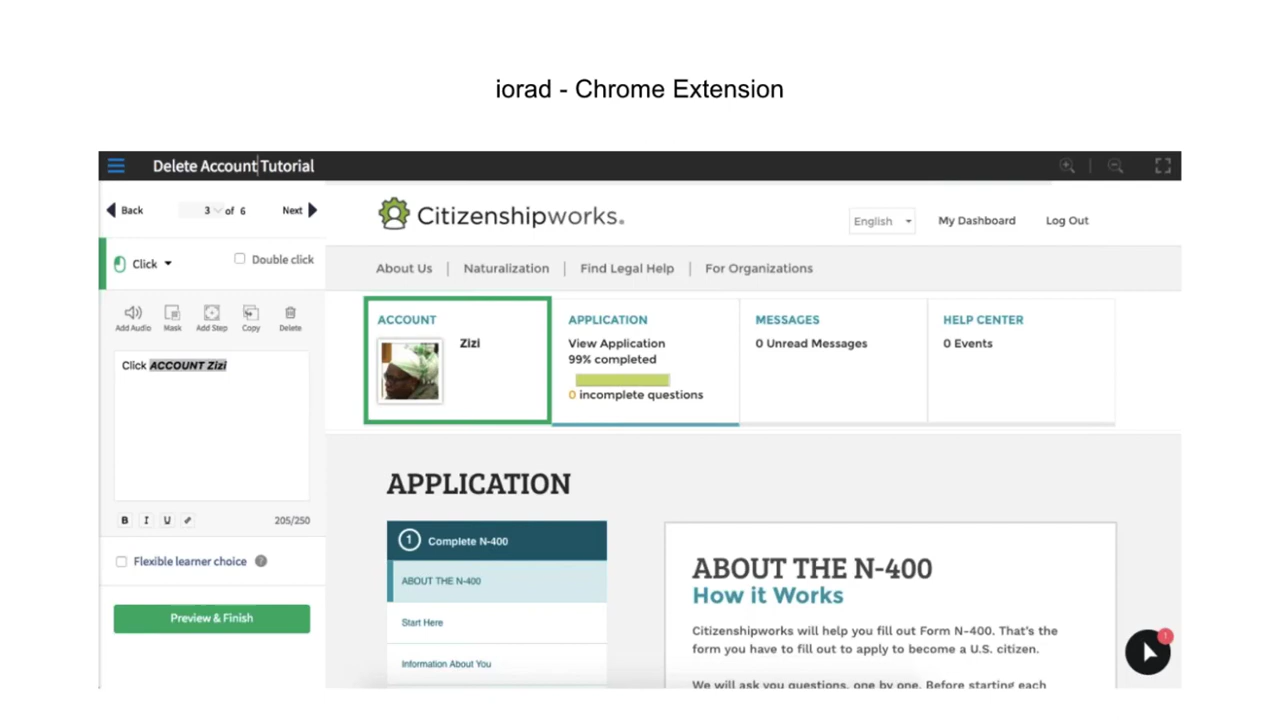 iorad - Chrome Extension
Delete Account Tutorial
Back
3 of 6
Next
Click
Double click
Add Audio
Mask
Add Step
Copy
Delete
Click ACCOUNT Zizi
B I U
205/250
Flexible learner choice ?
Preview & Finish
Citizenshipworks.
English
My Dashboard
Log Out
About Us | Naturalization | Find Legal Help | For Organizations
ACCOUNT
Zizi
APPLICATION
View Application
99% completed
0 incomplete questions
MESSAGES
0 Unread Messages
HELP CENTER
0 Events
APPLICATION
1 Complete N-400
ABOUT THE N-400
Start Here
Information About You
ABOUT THE N-400
How it Works
Citizenshipworks will help you fill out Form N-400. That's the
form you have to fill out to apply to become a U.S. citizen.
We will ask you questions, one by one. Before starting each
1